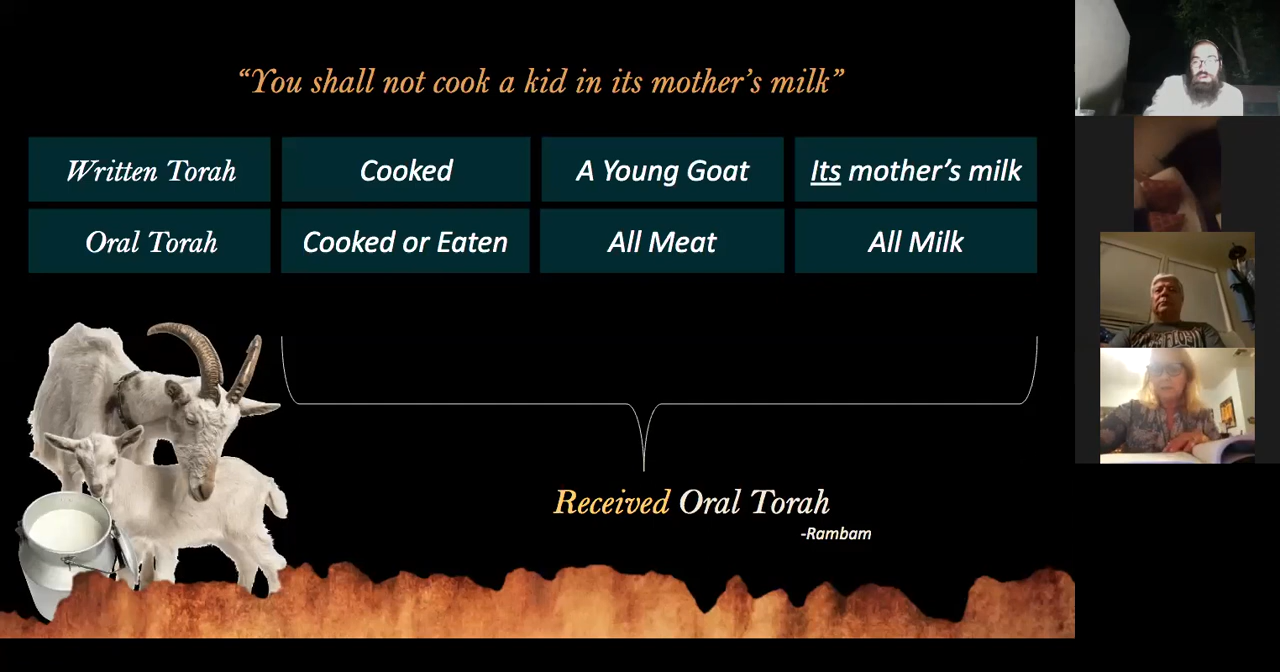 “You shall not cook a kid in its mother’s milk”
Written Torah
Cooked
A Young Goat
Its mother’s milk
Oral Torah
Cooked or Eaten
All Meat
All Milk
Received Oral Torah
-Rambam